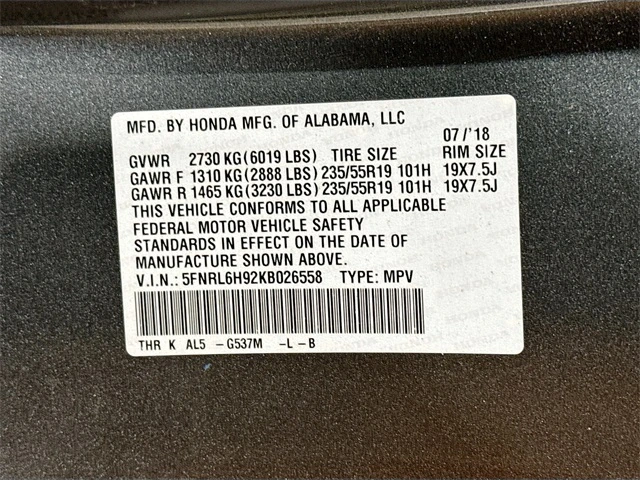 MFD. BY HONDA MFG. OF ALABAMA, LLC
07/'18
GVWR 2730 KG (6019 LBS) TIRE SIZE RIM SIZE
GAWR F 1310 KG (2888 LBS) 235/55R19 101H 19X7.5J
GAWR R 1465 KG (3230 LBS) 235/55R19 101H 19X7.5J
THIS VEHICLE CONFORMS TO ALL APPLICABLE
FEDERAL MOTOR VEHICLE SAFETY
STANDARDS IN EFFECT ON THE DATE OF
MANUFACTURE SHOWN ABOVE.
V.I.N.: 5FNRL6H92KB026558 TYPE: MPV
THR K AL5 -G537M -L-B